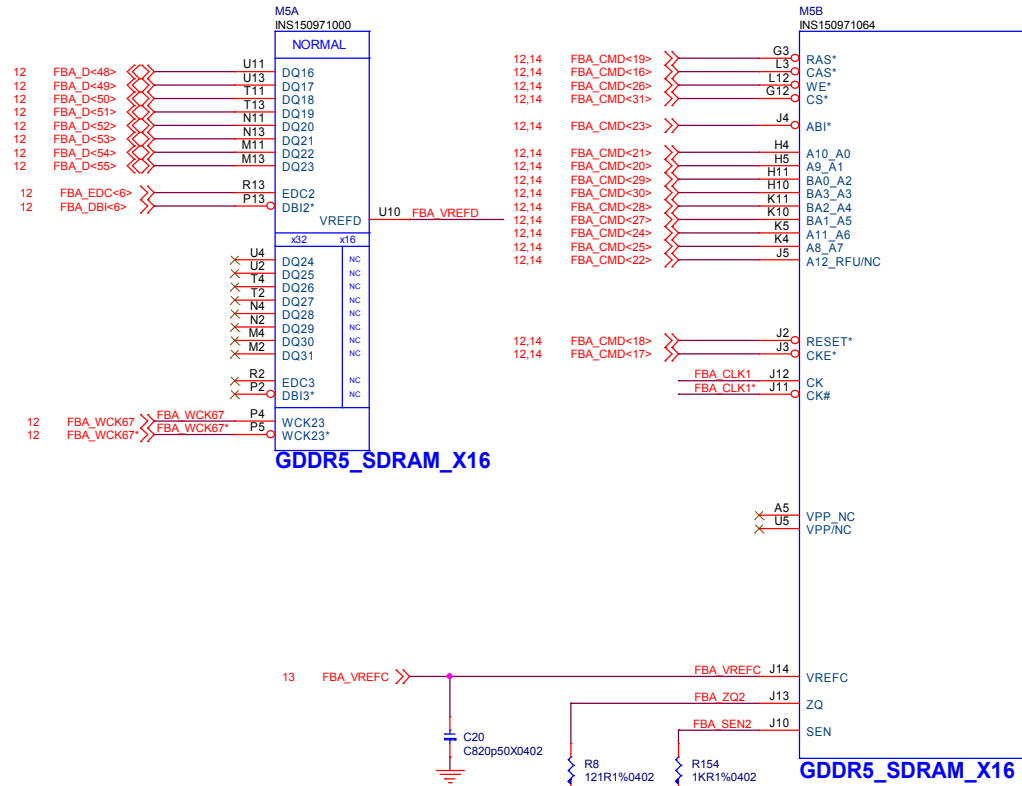 M5A
INS150971000
NORMAL
12 FBA_D<48> U11 DQ16
12 FBA_D<49> U13 DQ17
12 FBA_D<50> T11 DQ18
12 FBA_D<51> T13 DQ19
12 FBA_D<52> N11 DQ20
12 FBA_D<53> N13 DQ21
12 FBA_D<54> M11 DQ22
12 FBA_D<55> M13 DQ23
12 FBA_EDC<6> R13 EDC2
12 FBA_DBI<6> P13 DBI2*
VREFD U10 FBA_VREFD
x32 x16
U4 DQ24 NC
U2 DQ25 NC
T4 DQ26 NC
T2 DQ27 NC
N4 DQ28 NC
N2 DQ29 NC
M4 DQ30 NC
M2 DQ31 NC
R2 EDC3 NC
P2 DBI3* NC
12 FBA_WCK67 FBA_WCK67 P4 WCK23
12 FBA_WCK67* FBA_WCK67* P5 WCK23*
GDDR5_SDRAM_X16
M5B
INS150971064
12,14 FBA_CMD<19> G3 RAS*
12,14 FBA_CMD<16> L3 CAS*
12,14 FBA_CMD<26> L12 WE*
12,14 FBA_CMD<31> G12 CS*
12,14 FBA_CMD<23> J4 ABI*
12,14 FBA_CMD<21> H4 A10_A0
12,14 FBA_CMD<20> H5 A9_A1
12,14 FBA_CMD<29> H11 BA0_A2
12,14 FBA_CMD<30> H10 BA3_A3
12,14 FBA_CMD<28> K11 BA2_A4
12,14 FBA_CMD<27> K10 BA1_A5
12,14 FBA_CMD<24> K5 A11_A6
12,14 FBA_CMD<25> K4 A8_A7
12,14 FBA_CMD<22> J5 A12_RFU/NC
12,14 FBA_CMD<18> J2 RESET*
12,14 FBA_CMD<17> J3 CKE*
FBA_CLK1 J12 CK
FBA_CLK1* J11 CK#
A5 VPP_NC
U5 VPP/NC
13 FBA_VREFC FBA_VREFC J14 VREFC
FBA_ZQ2 J13 ZQ
FBA_SEN2 J10 SEN
C20
C820p50X0402
R8
121R1%0402
R154
1KR1%0402
GDDR5_SDRAM_X16